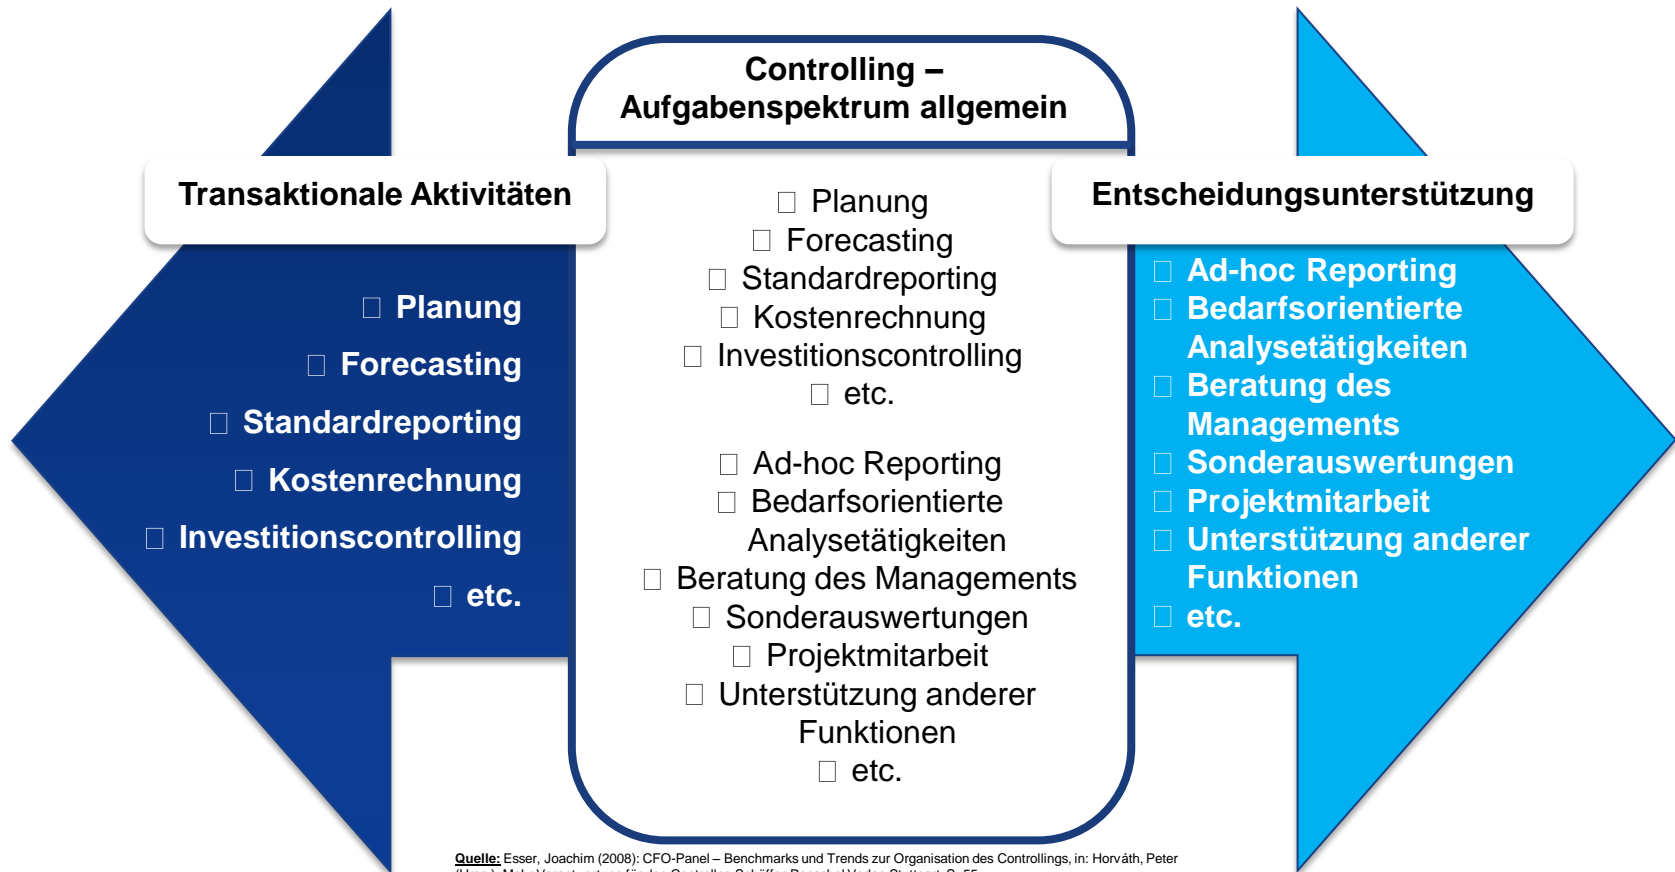 Controlling –
Aufgabenspektrum allgemein
Transaktionale Aktivitäten
Planung
Forecasting
Standardreporting
Kostenrechnung
Investitionscontrolling
etc.
Planung
Forecasting
Standardreporting
Kostenrechnung
Investitionscontrolling
etc.
Ad-hoc Reporting
Bedarfsorientierte
Analysetätigkeiten
Beratung des Managements
Sonderauswertungen
Projektmitarbeit
Unterstützung anderer
Funktionen
etc.
Entscheidungsunterstützung
Ad-hoc Reporting
Bedarfsorientierte
Analysetätigkeiten
Beratung des
Managements
Sonderauswertungen
Projektmitarbeit
Unterstützung anderer
Funktionen
etc.
Quelle: Esser, Joachim (2008): CFO-Panel – Benchmarks und Trends zur Organisation des Controllings, in: Horváth, Peter